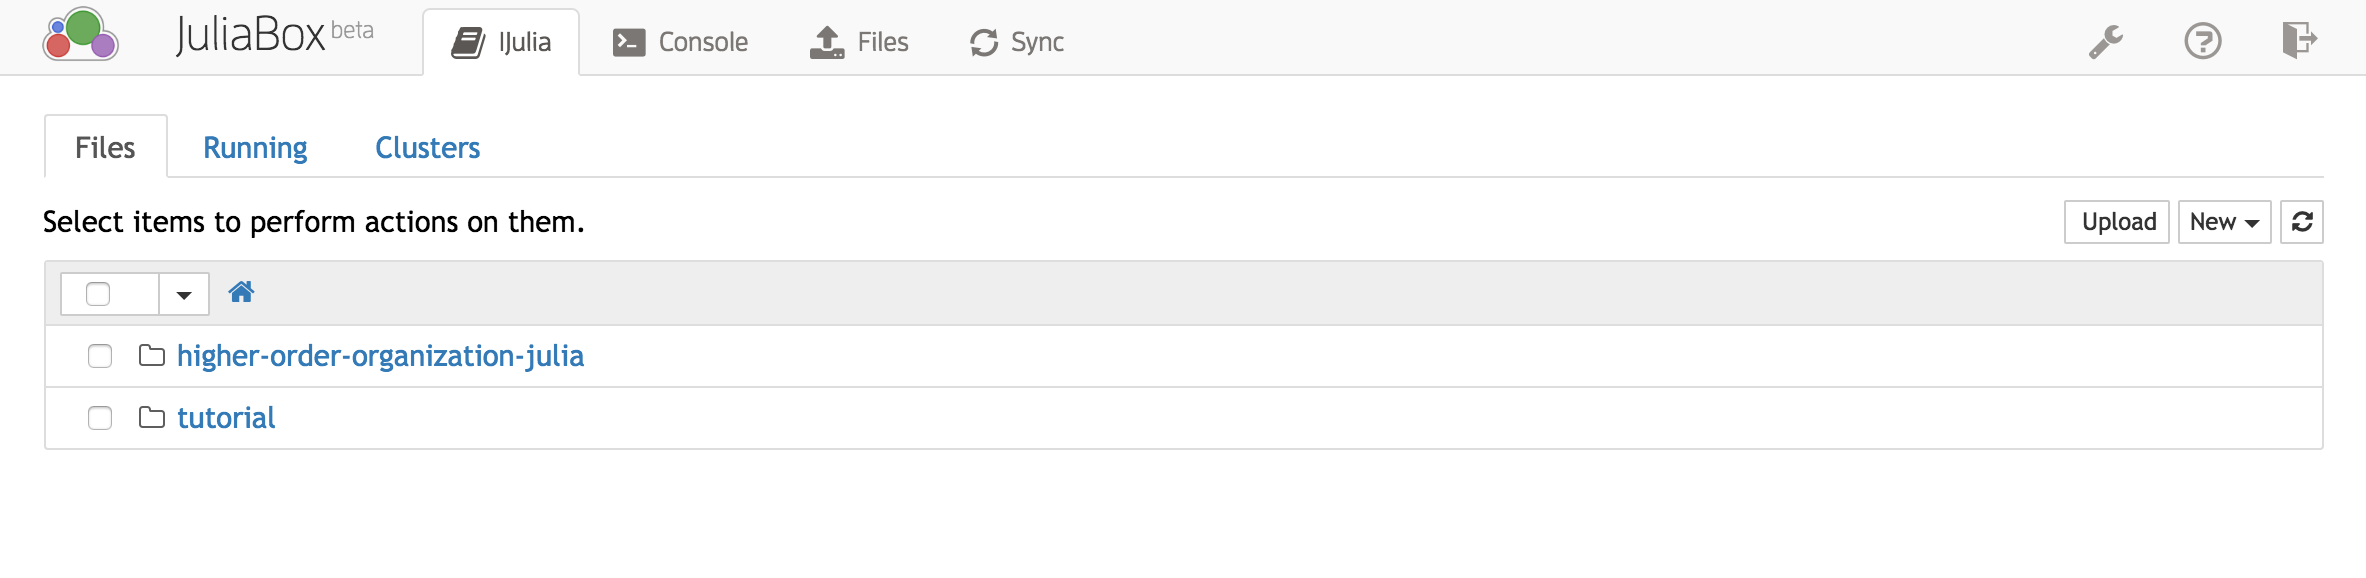 JuliaBox beta IJulia Console Files Sync
Files Running Clusters
Select items to perform actions on them. Upload New
higher-order-organization-julia
tutorial